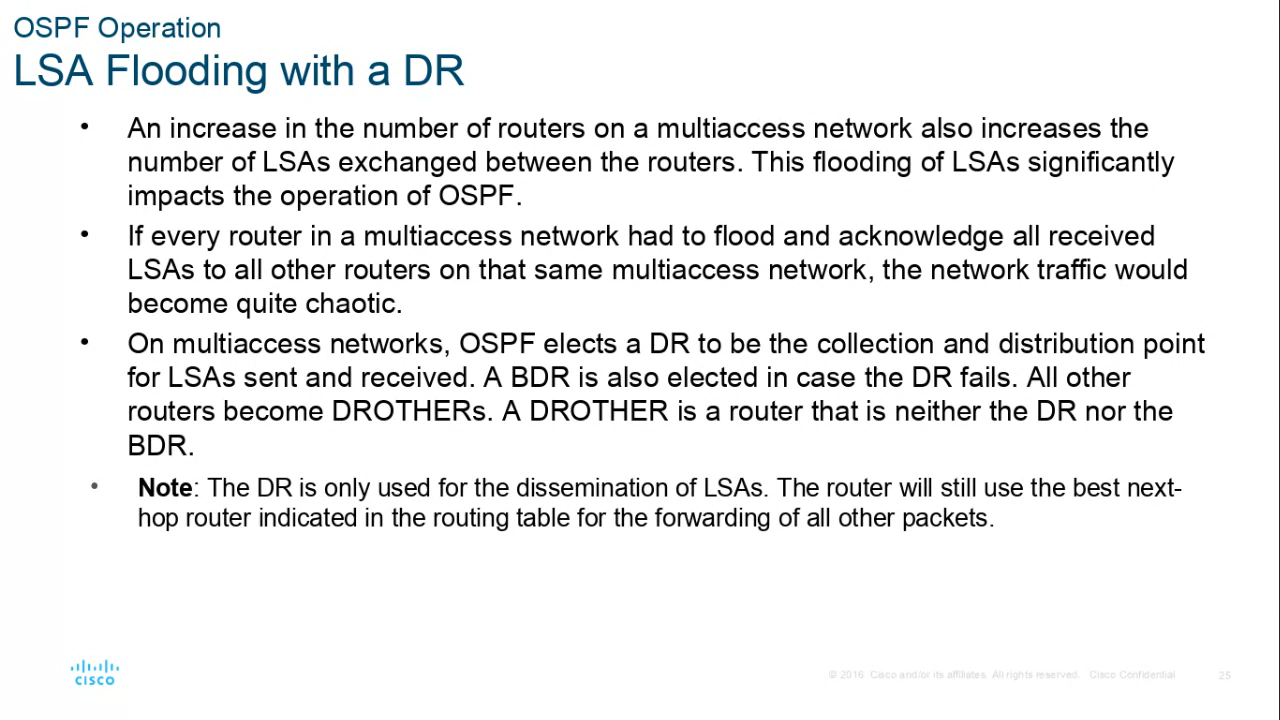 OSPF Operation
LSA Flooding with a DR
• An increase in the number of routers on a multiaccess network also increases the
number of LSAs exchanged between the routers. This flooding of LSAs significantly
impacts the operation of OSPF.
• If every router in a multiaccess network had to flood and acknowledge all received
LSAs to all other routers on that same multiaccess network, the network traffic would
become quite chaotic.
• On multiaccess networks, OSPF elects a DR to be the collection and distribution point
for LSAs sent and received. A BDR is also elected in case the DR fails. All other
routers become DROTHERs. A DROTHER is a router that is neither the DR nor the
BDR.
• Note: The DR is only used for the dissemination of LSAs. The router will still use the best next-
hop router indicated in the routing table for the forwarding of all other packets.
CISCO
© 2016 Cisco and/or its affiliates. All rights reserved. Cisco Confidential 25